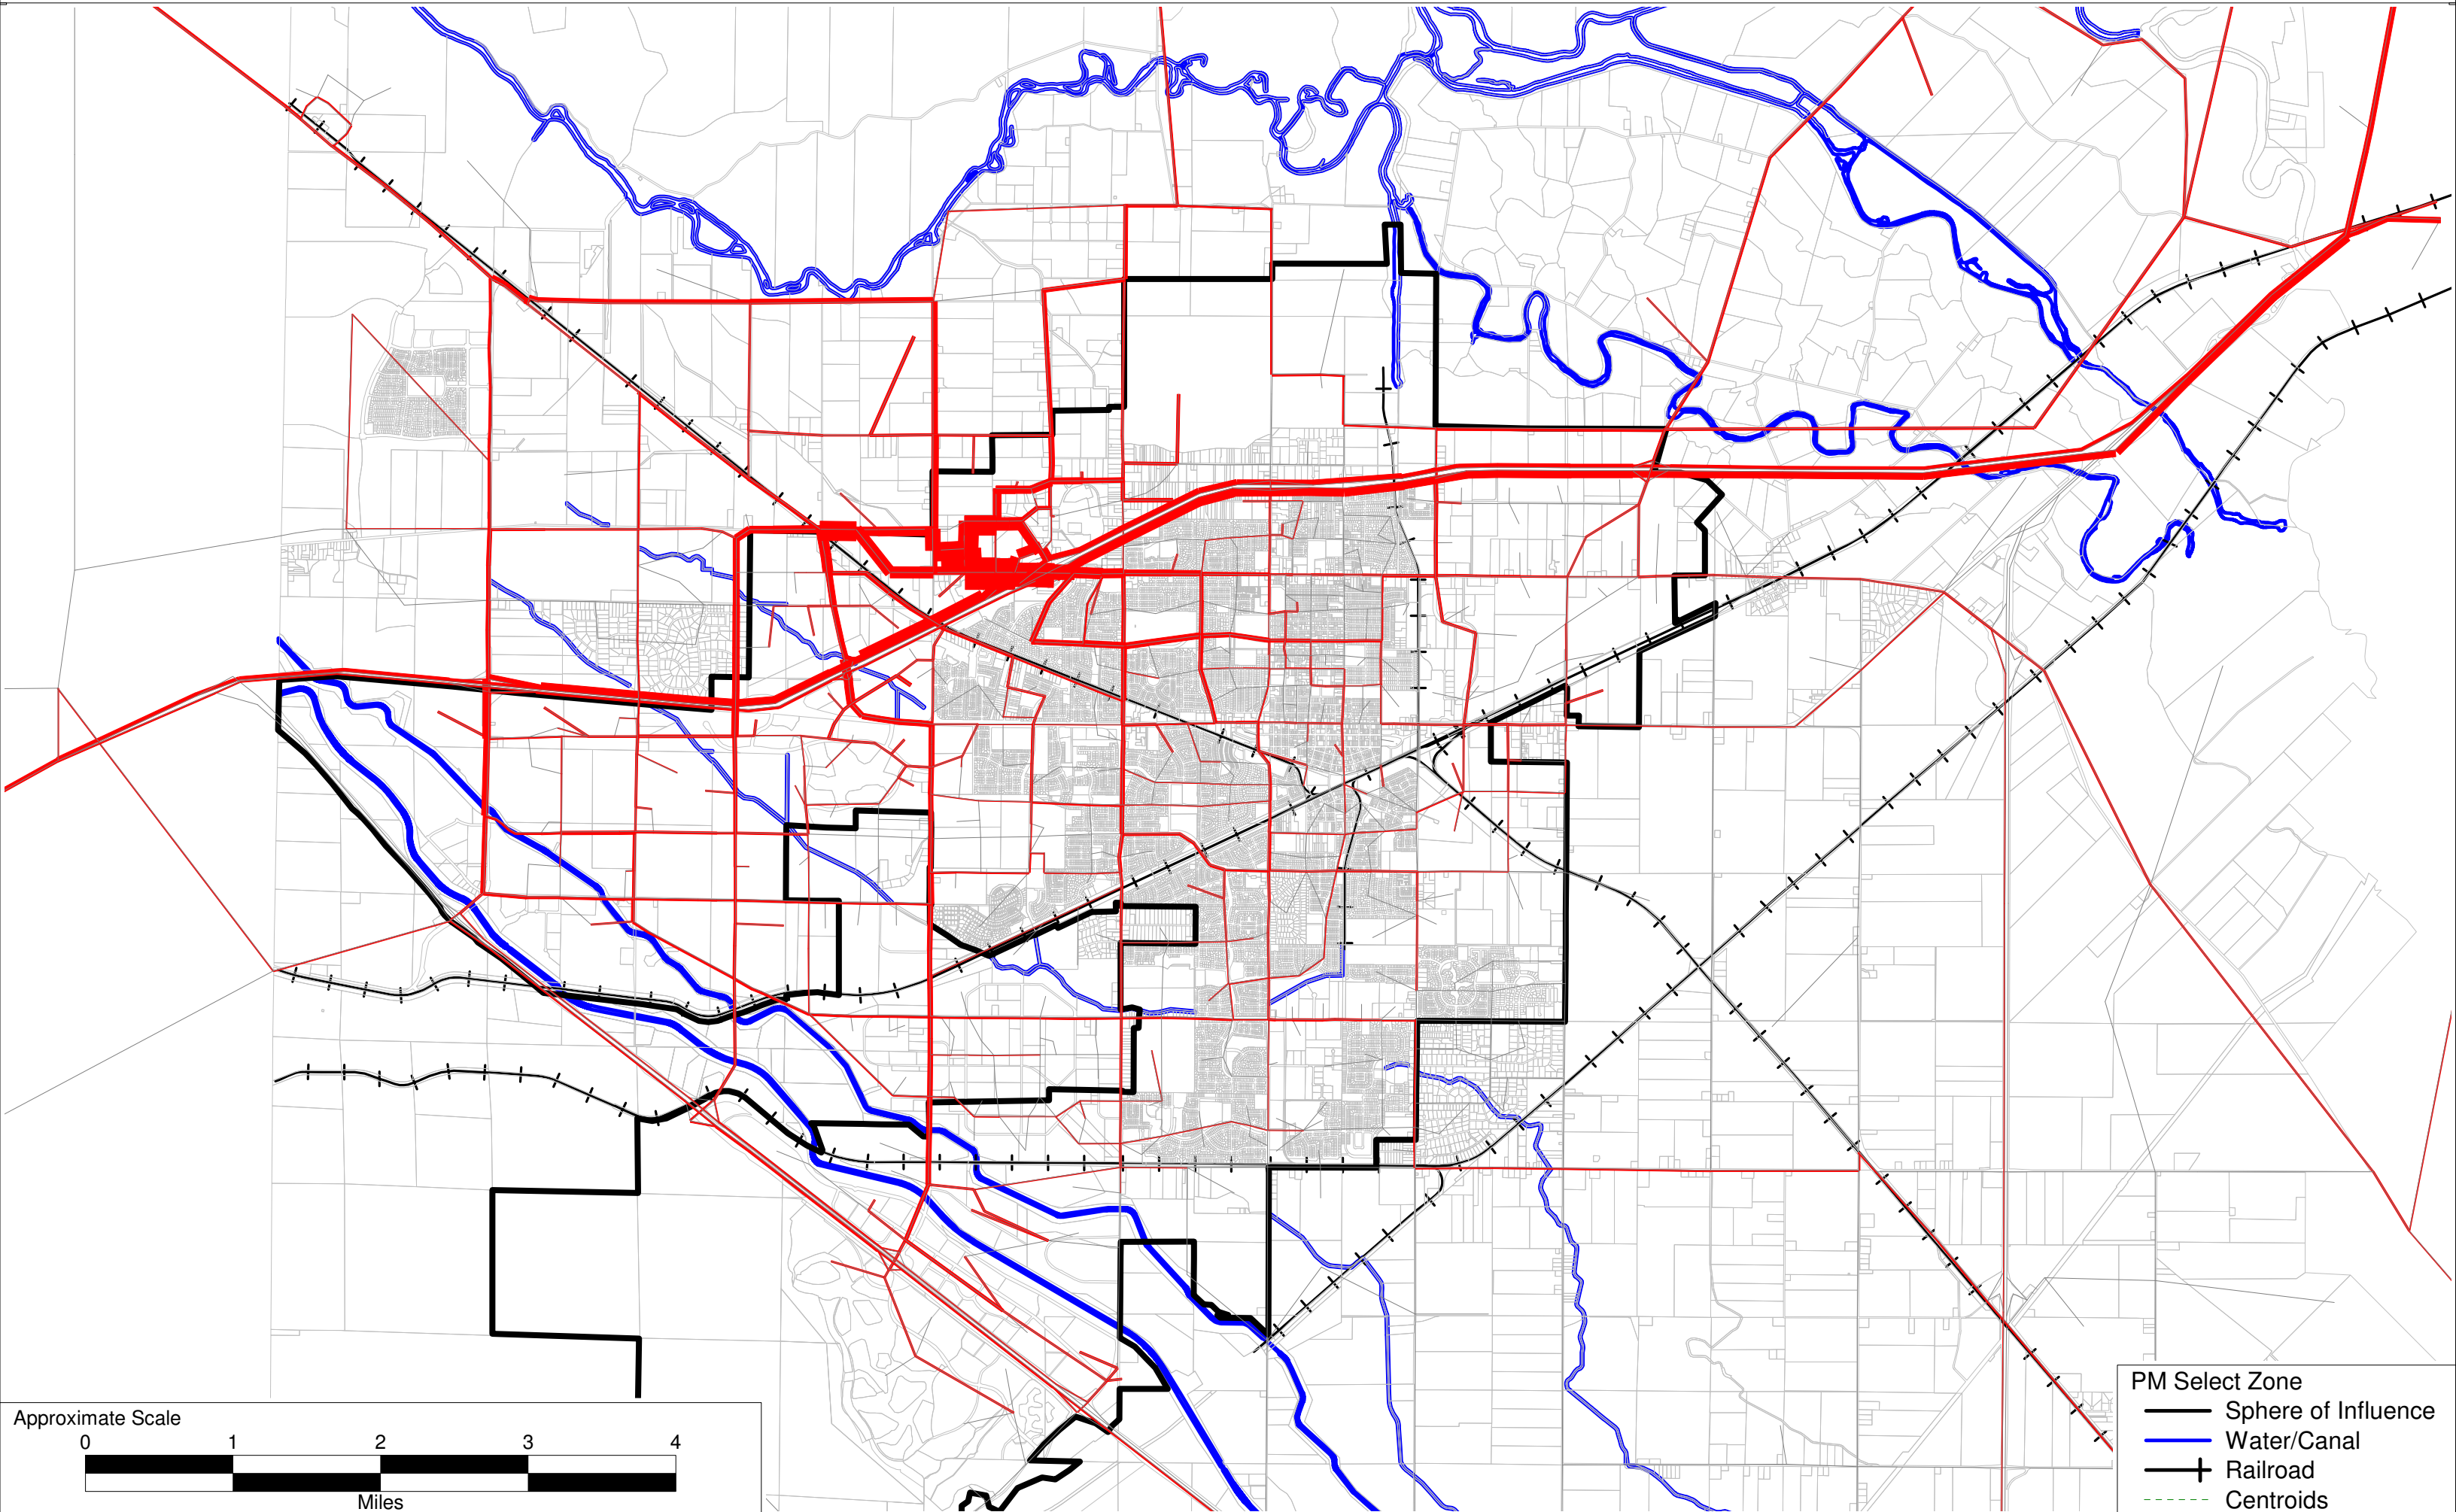 Approximate Scale
0 1 2 3 4
Miles
PM Select Zone
Sphere of Influence
Water/Canal
Railroad
Centroids